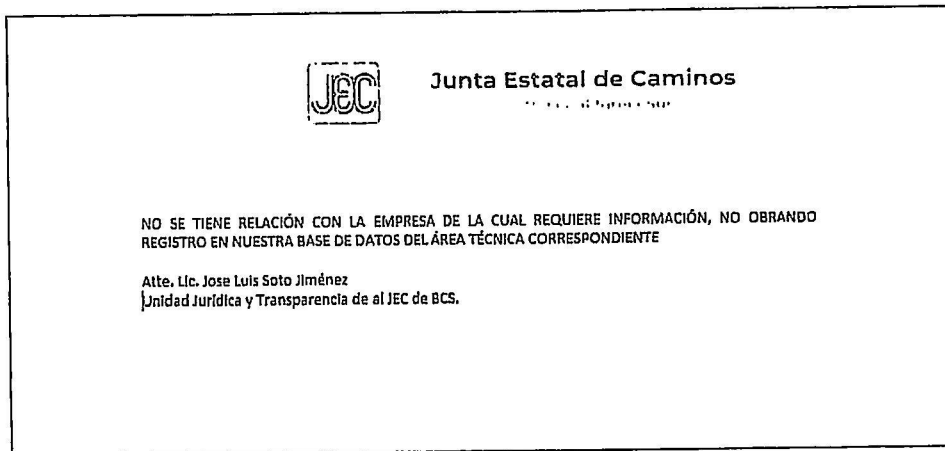 JEC
Junta Estatal de Caminos
NO SE TIENE RELACIÓN CON LA EMPRESA DE LA CUAL REQUIERE INFORMACIÓN, NO OBRANDO
REGISTRO EN NUESTRA BASE DE DATOS DEL ÁREA TÉCNICA CORRESPONDIENTE
Atte. Lic. Jose Luis Soto Jiménez
Unidad Jurídica y Transparencia de al JEC de BCS.